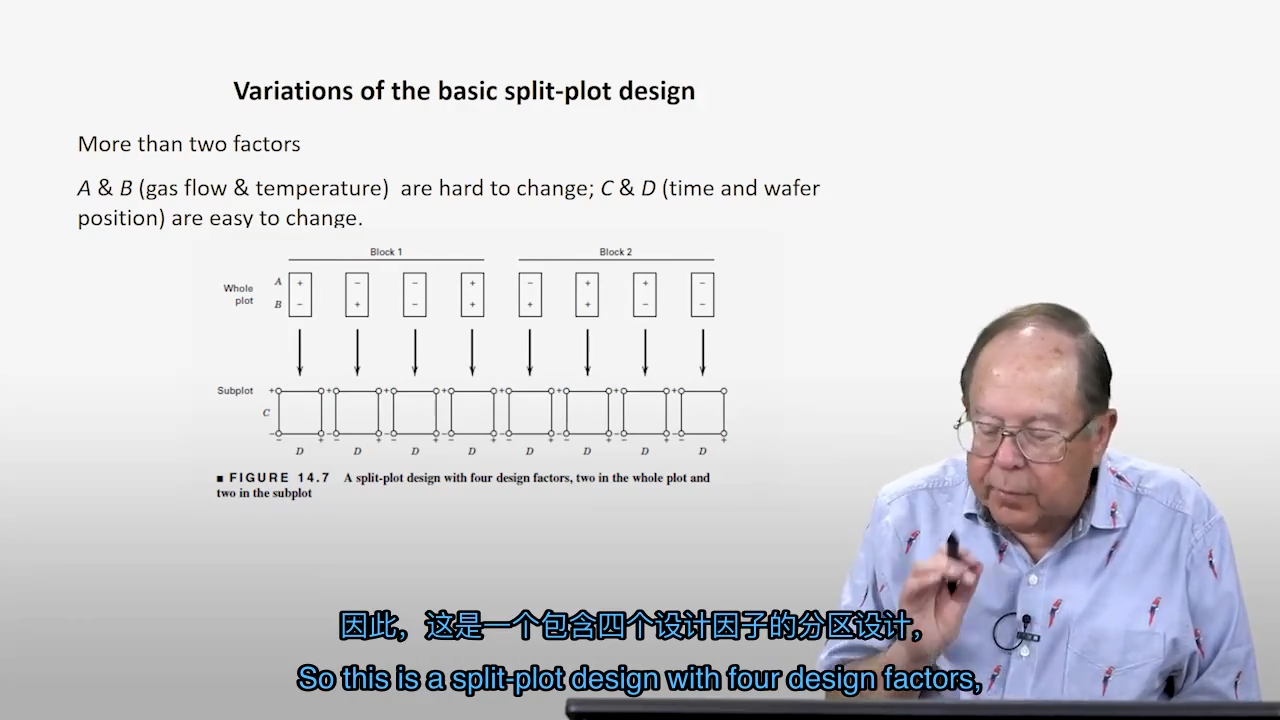 Variations of the basic split-plot design
More than two factors
A & B (gas flow & temperature) are hard to change; C & D (time and wafer
position) are easy to change.
Block 1 Block 2
Whole
plot
A + − − + − + + −
B − + − + + + − −
Subplot + + + + + + + +
C
− + − + − + − + − + − + − + − +
D D D D D D D D
■ FIGURE 14.7 A split-plot design with four design factors, two in the whole plot and
two in the subplot
因此，这是一个包含四个设计因子的分区设计，
So this is a split-plot design with four design factors,